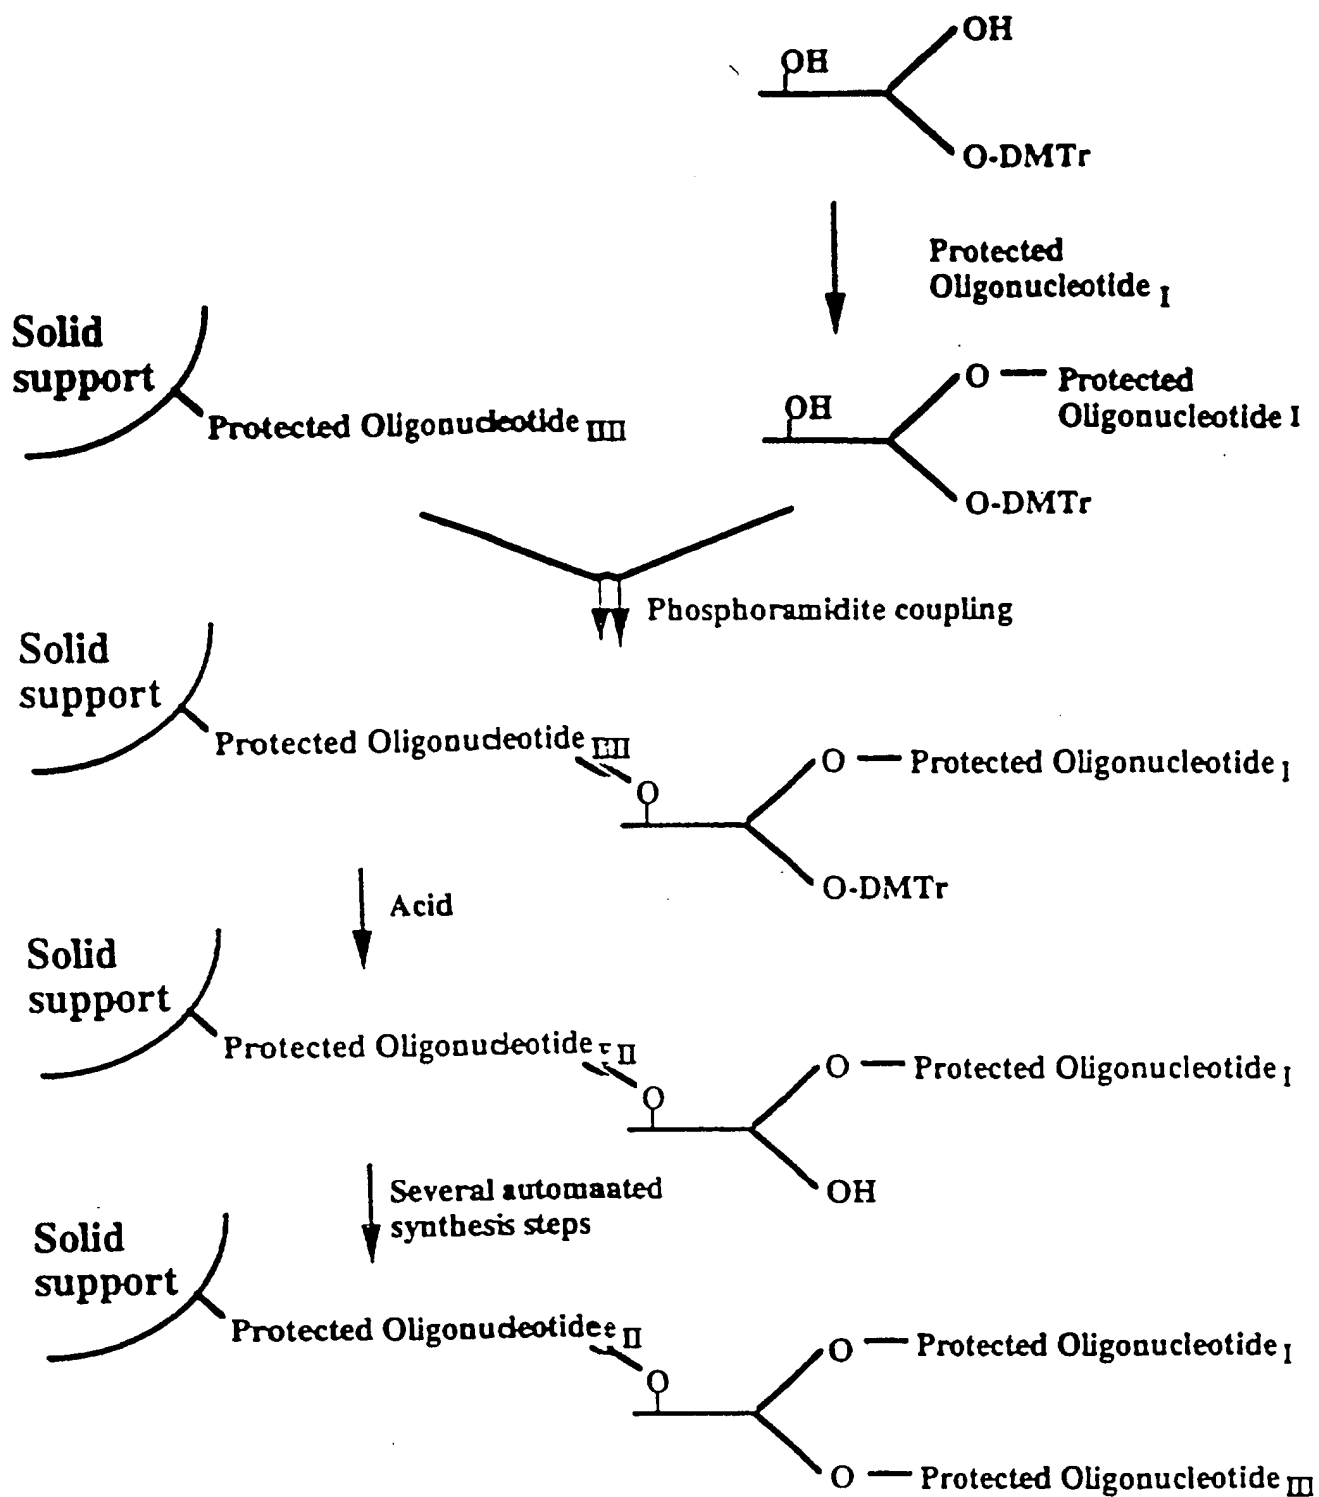 OH
OH
O-DMTr
Protected
Oligonucleotide I
Solid
support
Protected Oligonucleotide III
O — Protected
Oligonucleotide I
OH
O-DMTr
Phosphoramidite coupling
Solid
support
Protected Oligonucleotide
O — Protected Oligonucleotide I
O
O-DMTr
Acid
Solid
support
Protected Oligonucleotide II
O — Protected Oligonucleotide I
O
OH
Several automaated
synthesis steps
Solid
support
Protected Oligonucleotidee II
O — Protected Oligonucleotide I
O
O — Protected Oligonucleotide III